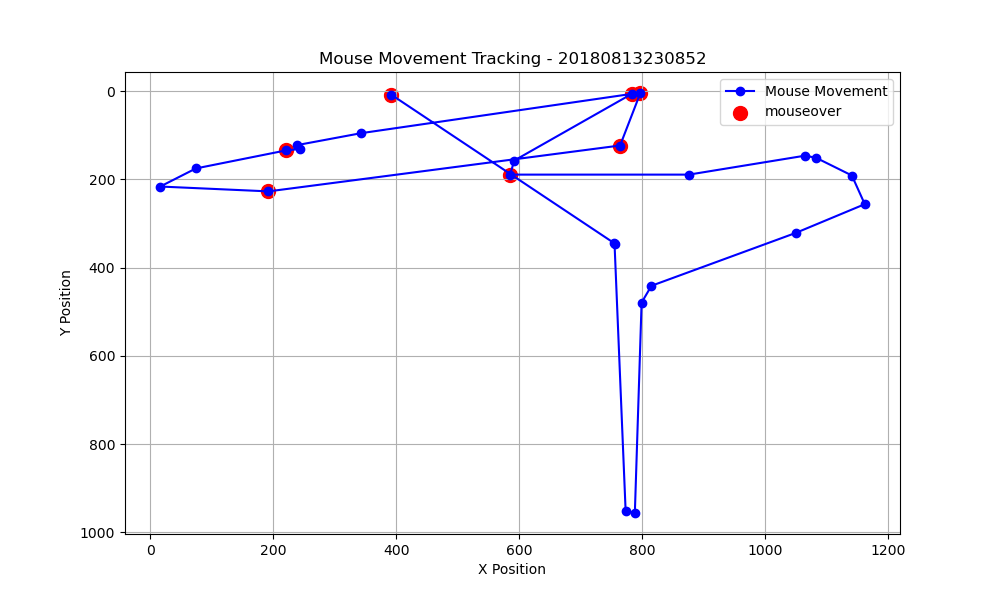 Mouse Movement Tracking - 20180813230852
Mouse Movement
mouseover
0
200
400
600
800
1000
Y Position
0 200 400 600 800 1000 1200
X Position